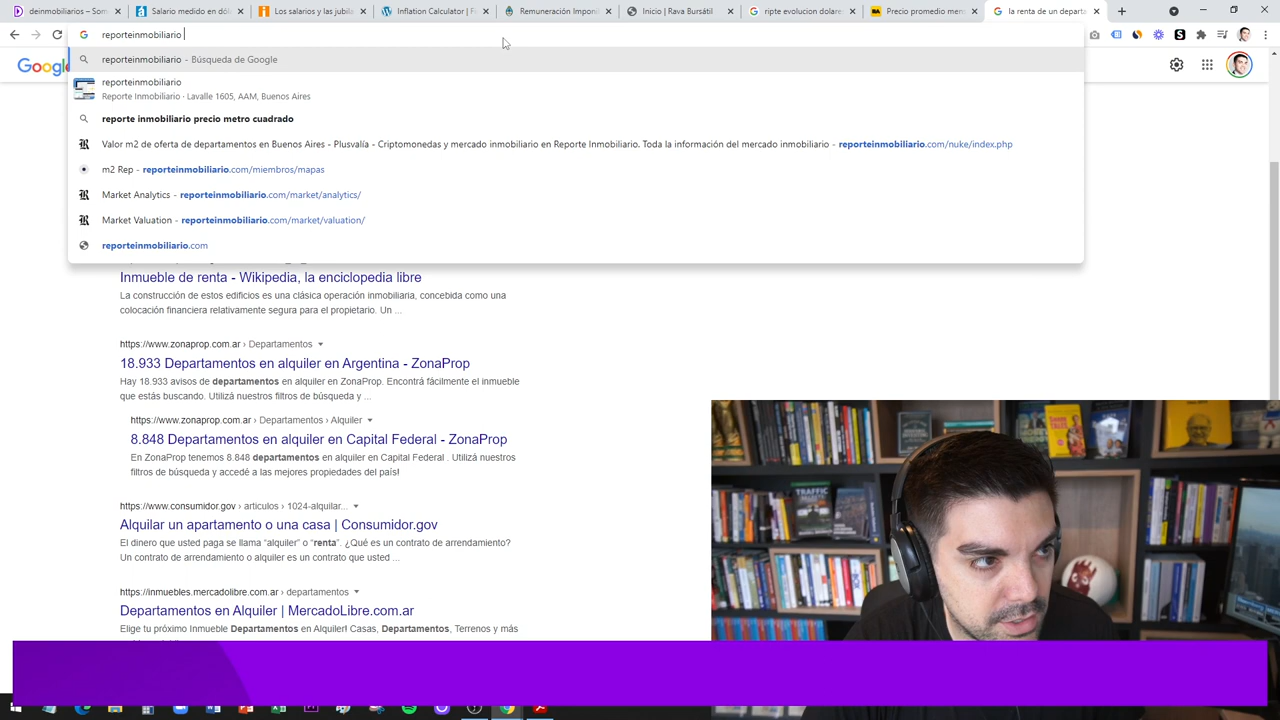 deinmobiliarios – Som
Salario medido en dól
Los salarios y las jubila
Inflation Calculator | F
Remuneración Impon
Inicio | Rava Bursátil
ripte evolucion dolare
Precio promedio merc
la renta de un departa
reporteinmobiliario
Google
reporteinmobiliario - Búsqueda de Google
reporteinmobiliario
Reporte Inmobiliario · Lavalle 1605, AAM, Buenos Aires
reporte inmobiliario precio metro cuadrado
Valor m2 de oferta de departamentos en Buenos Aires - Plusvalía - Criptomonedas y mercado inmobiliario en Reporte Inmobiliario. Toda la información del mercado inmobiliario - reporteinmobiliario.com/nuke/index.php
m2 Rep - reporteinmobiliario.com/miembros/mapas
Market Analytics - reporteinmobiliario.com/market/analytics/
Market Valuation - reporteinmobiliario.com/market/valuation/
reporteinmobiliario.com
Inmueble de renta - Wikipedia, la enciclopedia libre
La construcción de estos edificios es una clásica operación inmobiliaria, concebida como una
colocación financiera relativamente segura para el propietario. Un ...
https://www.zonaprop.com.ar › Departamentos
18.933 Departamentos en alquiler en Argentina - ZonaProp
Hay 18.933 avisos de departamentos en alquiler en ZonaProp. Encontrá fácilmente el inmueble
que estás buscando. Utilizá nuestros filtros de búsqueda y ...
https://www.zonaprop.com.ar › Departamentos › Alquiler
8.848 Departamentos en alquiler en Capital Federal - ZonaProp
En ZonaProp tenemos 8.848 departamentos en alquiler en Capital Federal . Utilizá nuestros
filtros de búsqueda y accedé a las mejores propiedades del país!
https://www.consumidor.gov › articulos › 1024-alquilar...
Alquilar un apartamento o una casa | Consumidor.gov
El dinero que usted paga se llama “alquiler” o “renta”. ¿Qué es un contrato de arrendamiento?
Un contrato de arrendamiento o alquiler es un contrato que usted ...
https://inmuebles.mercadolibre.com.ar › departamentos
Departamentos en Alquiler | MercadoLibre.com.ar
Elige tu próximo Inmueble Departamentos en Alquiler! Casas, Departamentos, Terrenos y más
TRAFFIC